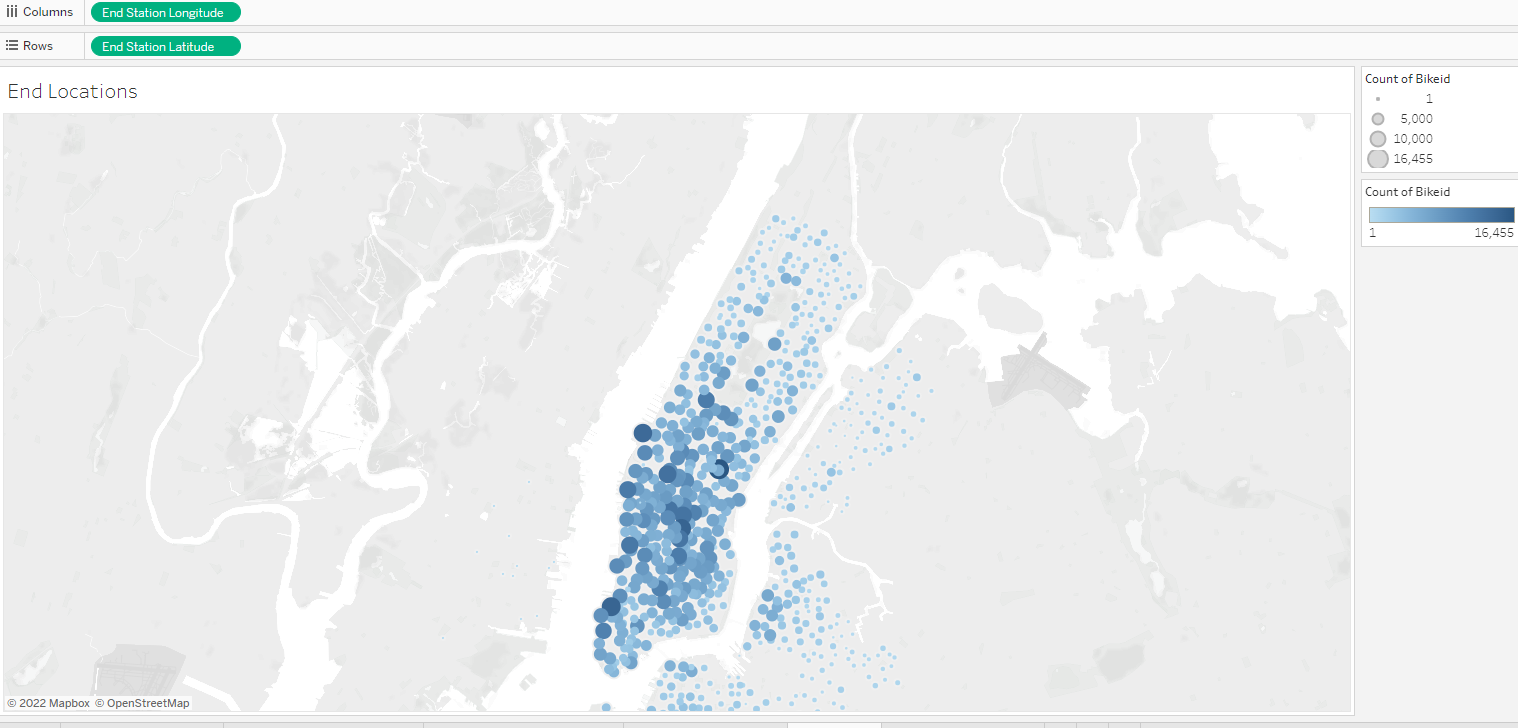 Columns
End Station Longitude
Rows
End Station Latitude
End Locations
Count of Bikeid
1
5,000
10,000
16,455
Count of Bikeid
1 16,455
© 2022 Mapbox © OpenStreetMap